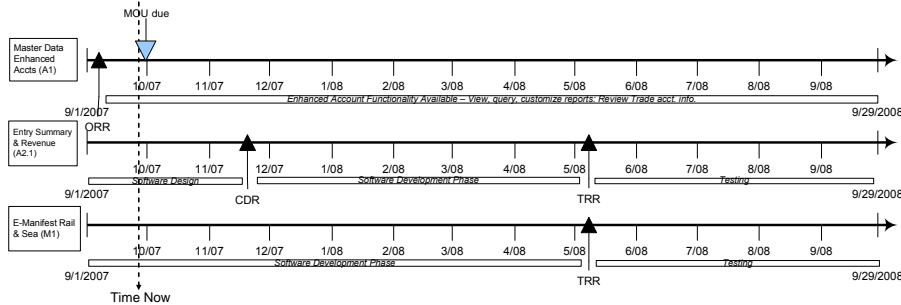 MOU due
Master Data
Enhanced
Accts (A1)
10/07 11/07 12/07 1/08 2/08 3/08 4/08 5/08 6/08 7/08 8/08 9/08
Enhanced Account Functionality Available – View, query, customize reports: Review Trade acct. info.
9/1/2007 9/29/2008
ORR
Entry Summary
& Revenue
(A2.1)
10/07 11/07 12/07 1/08 2/08 3/08 4/08 5/08 6/08 7/08 8/08 9/08
Software Design Software Development Phase Testing
9/1/2007 9/29/2008
CDR TRR
E-Manifest Rail
& Sea (M1)
10/07 11/07 12/07 1/08 2/08 3/08 4/08 5/08 6/08 7/08 8/08 9/08
Software Development Phase Testing
9/1/2007 9/29/2008
TRR
Time Now